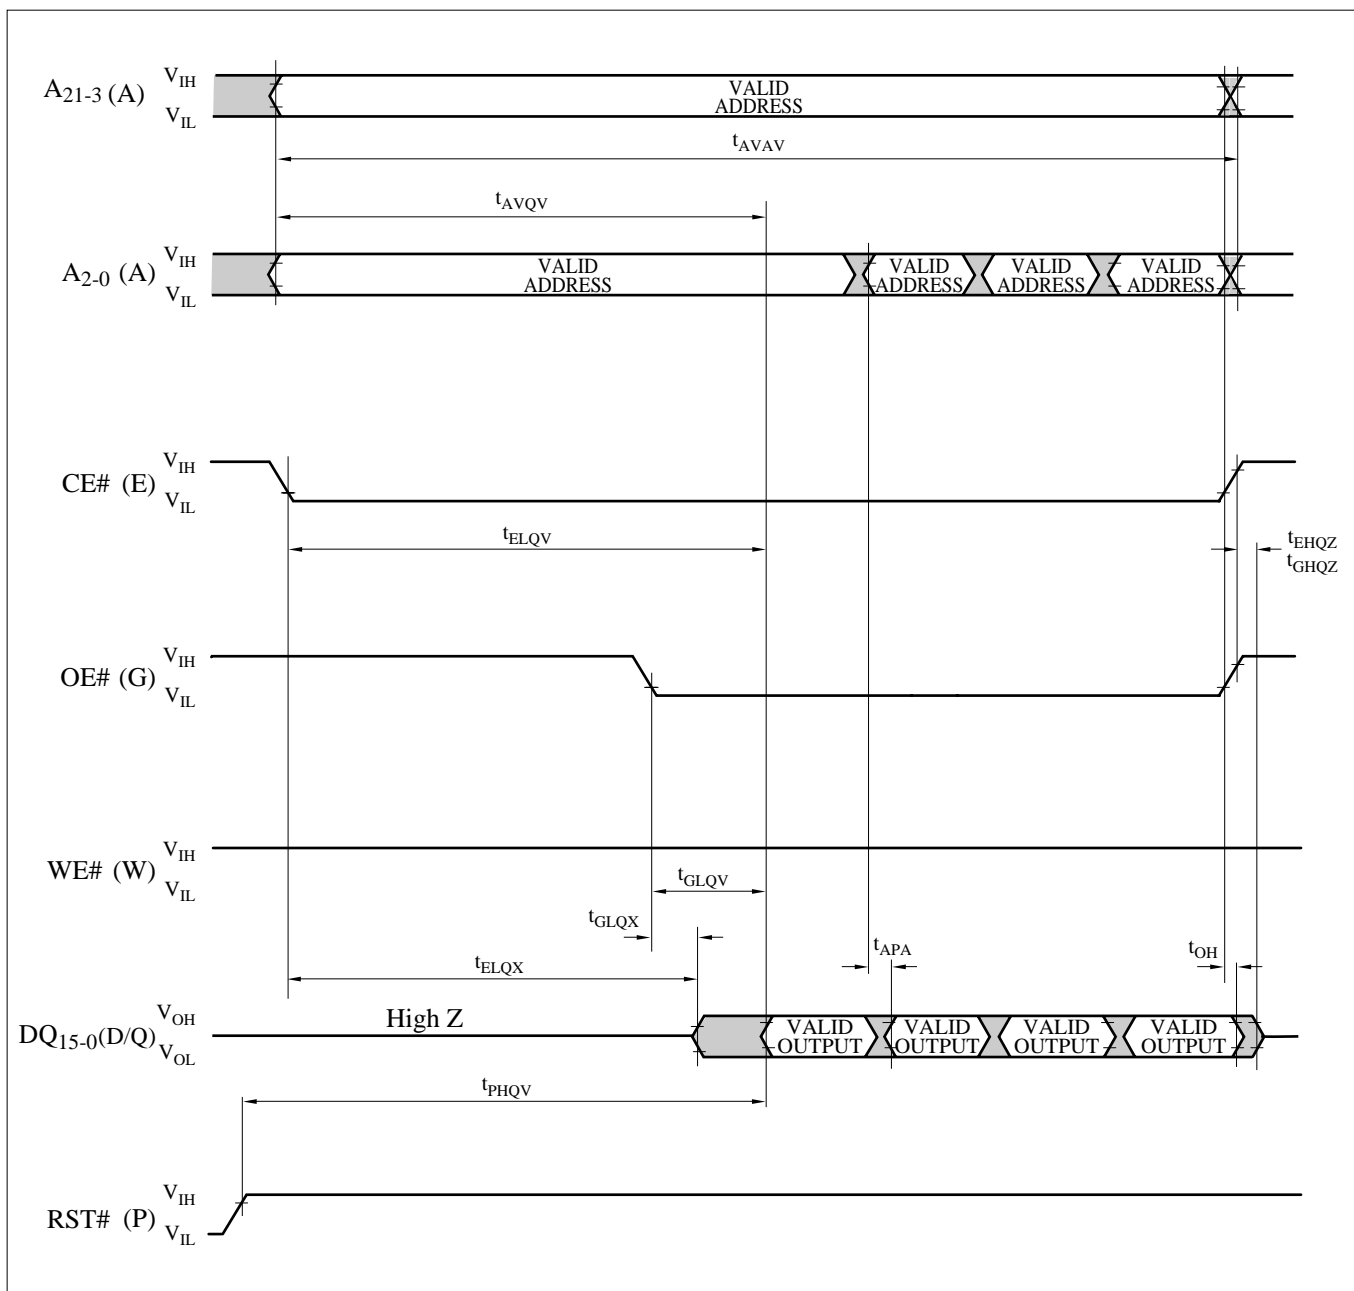 A21-3 (A) VIH VIL VALID ADDRESS
tAVAV
tAVQV
A2-0 (A) VIH VIL VALID ADDRESS VALID ADDRESS VALID ADDRESS VALID ADDRESS
CE# (E) VIH VIL
tELQV tEHQZ tGHQZ
OE# (G) VIH VIL
WE# (W) VIH VIL
tGLQV
tGLQX tAPA tOH
tELQX
DQ15-0(D/Q) VOH VOL High Z VALID OUTPUT VALID OUTPUT VALID OUTPUT VALID OUTPUT
tPHQV
RST# (P) VIH VIL